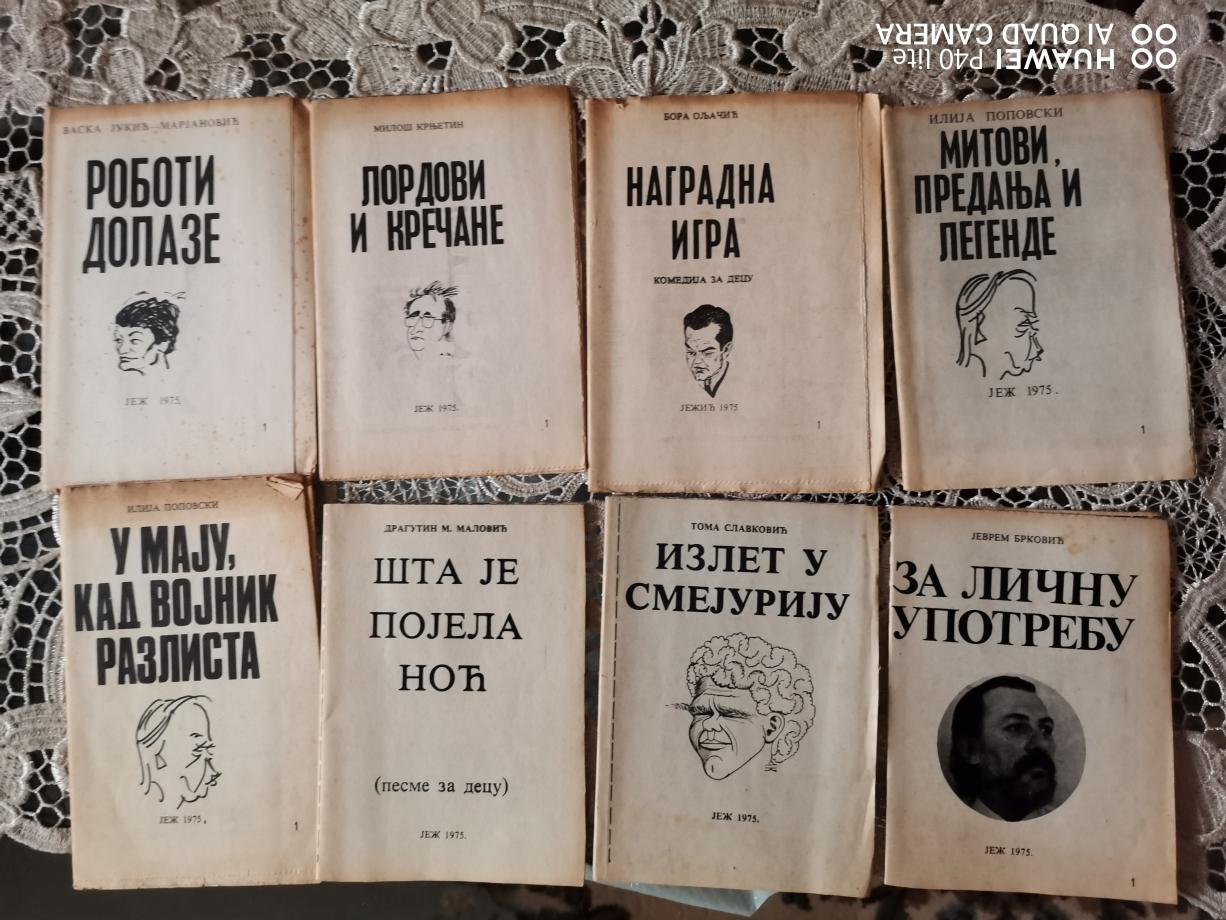 HUAWEI P40 lite
AI QUAD CAMERA
ВАСКА ЈУКИЋ—МАРЈАНОВИЋ
РОБОТИ
ДОЛАЗЕ
ЈЕЖ 1975.
1
МИЛОШ КРЊЕТИН
ЛОРДОВИ
И КРЕЧАНЕ
ЈЕЖ 1975.
1
БОРА ОЉАЧИЋ
НАГРАДНА
ИГРА
КОМЕДИЈА ЗА ДЕЦУ
ЈЕЖИЋ 1975
1
ИЛИЈА ПОПОВСКИ
МИТОВИ,
ПРЕДАЊА И
ЛЕГЕНДЕ
ЈЕЖ 1975.
1
ИЛИЈА ПОПОВСКИ
У МАЈУ,
КАД ВОЈНИК
РАЗЛИСТА
ЈЕЖ 1975.
1
ДРАГУТИН М. МАЛОВИЋ
ШТА ЈЕ
ПОЈЕЛА
НОЋ
(песме за децу)
ЈЕЖ 1975.
ТОМА СЛАВКОВИЋ
ИЗЛЕТ У
СМЕЈУРИЈУ
ЈЕЖ 1975.
ЈЕВРЕМ БРКОВИЋ
ЗА ЛИЧНУ
УПОТРЕБУ
ЈЕЖ 1975.
1